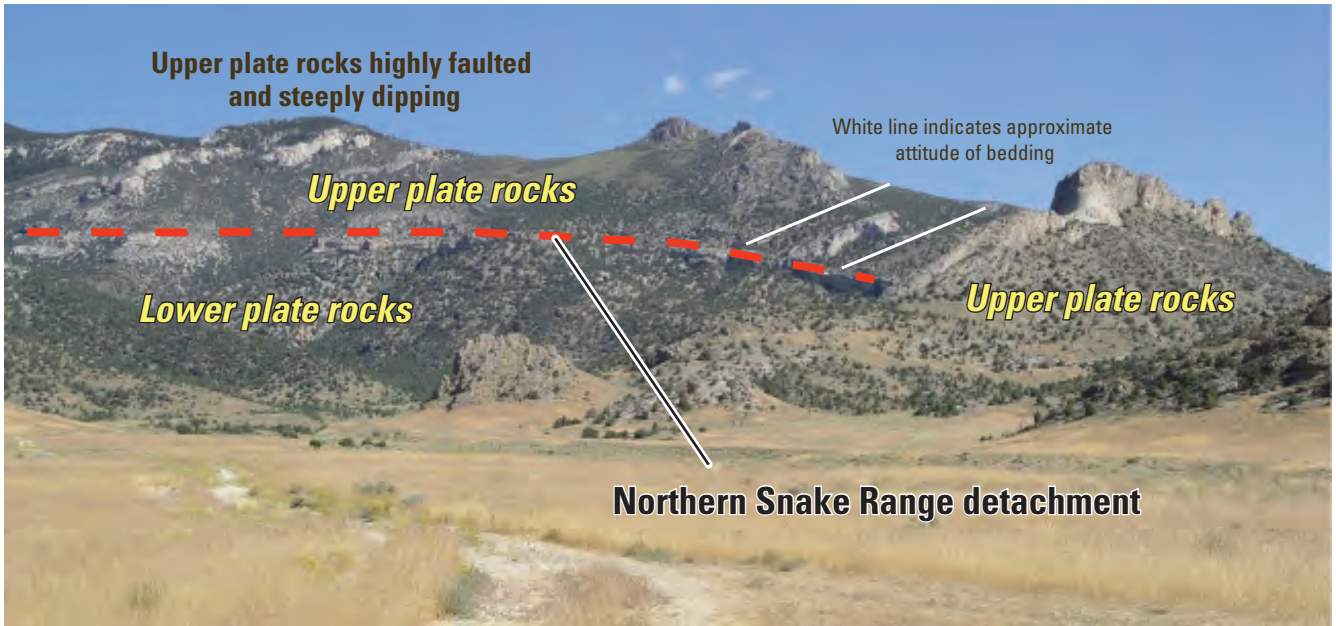 Upper plate rocks highly faulted
and steeply dipping
White line indicates approximate
attitude of bedding
Upper plate rocks
Lower plate rocks
Upper plate rocks
Northern Snake Range detachment